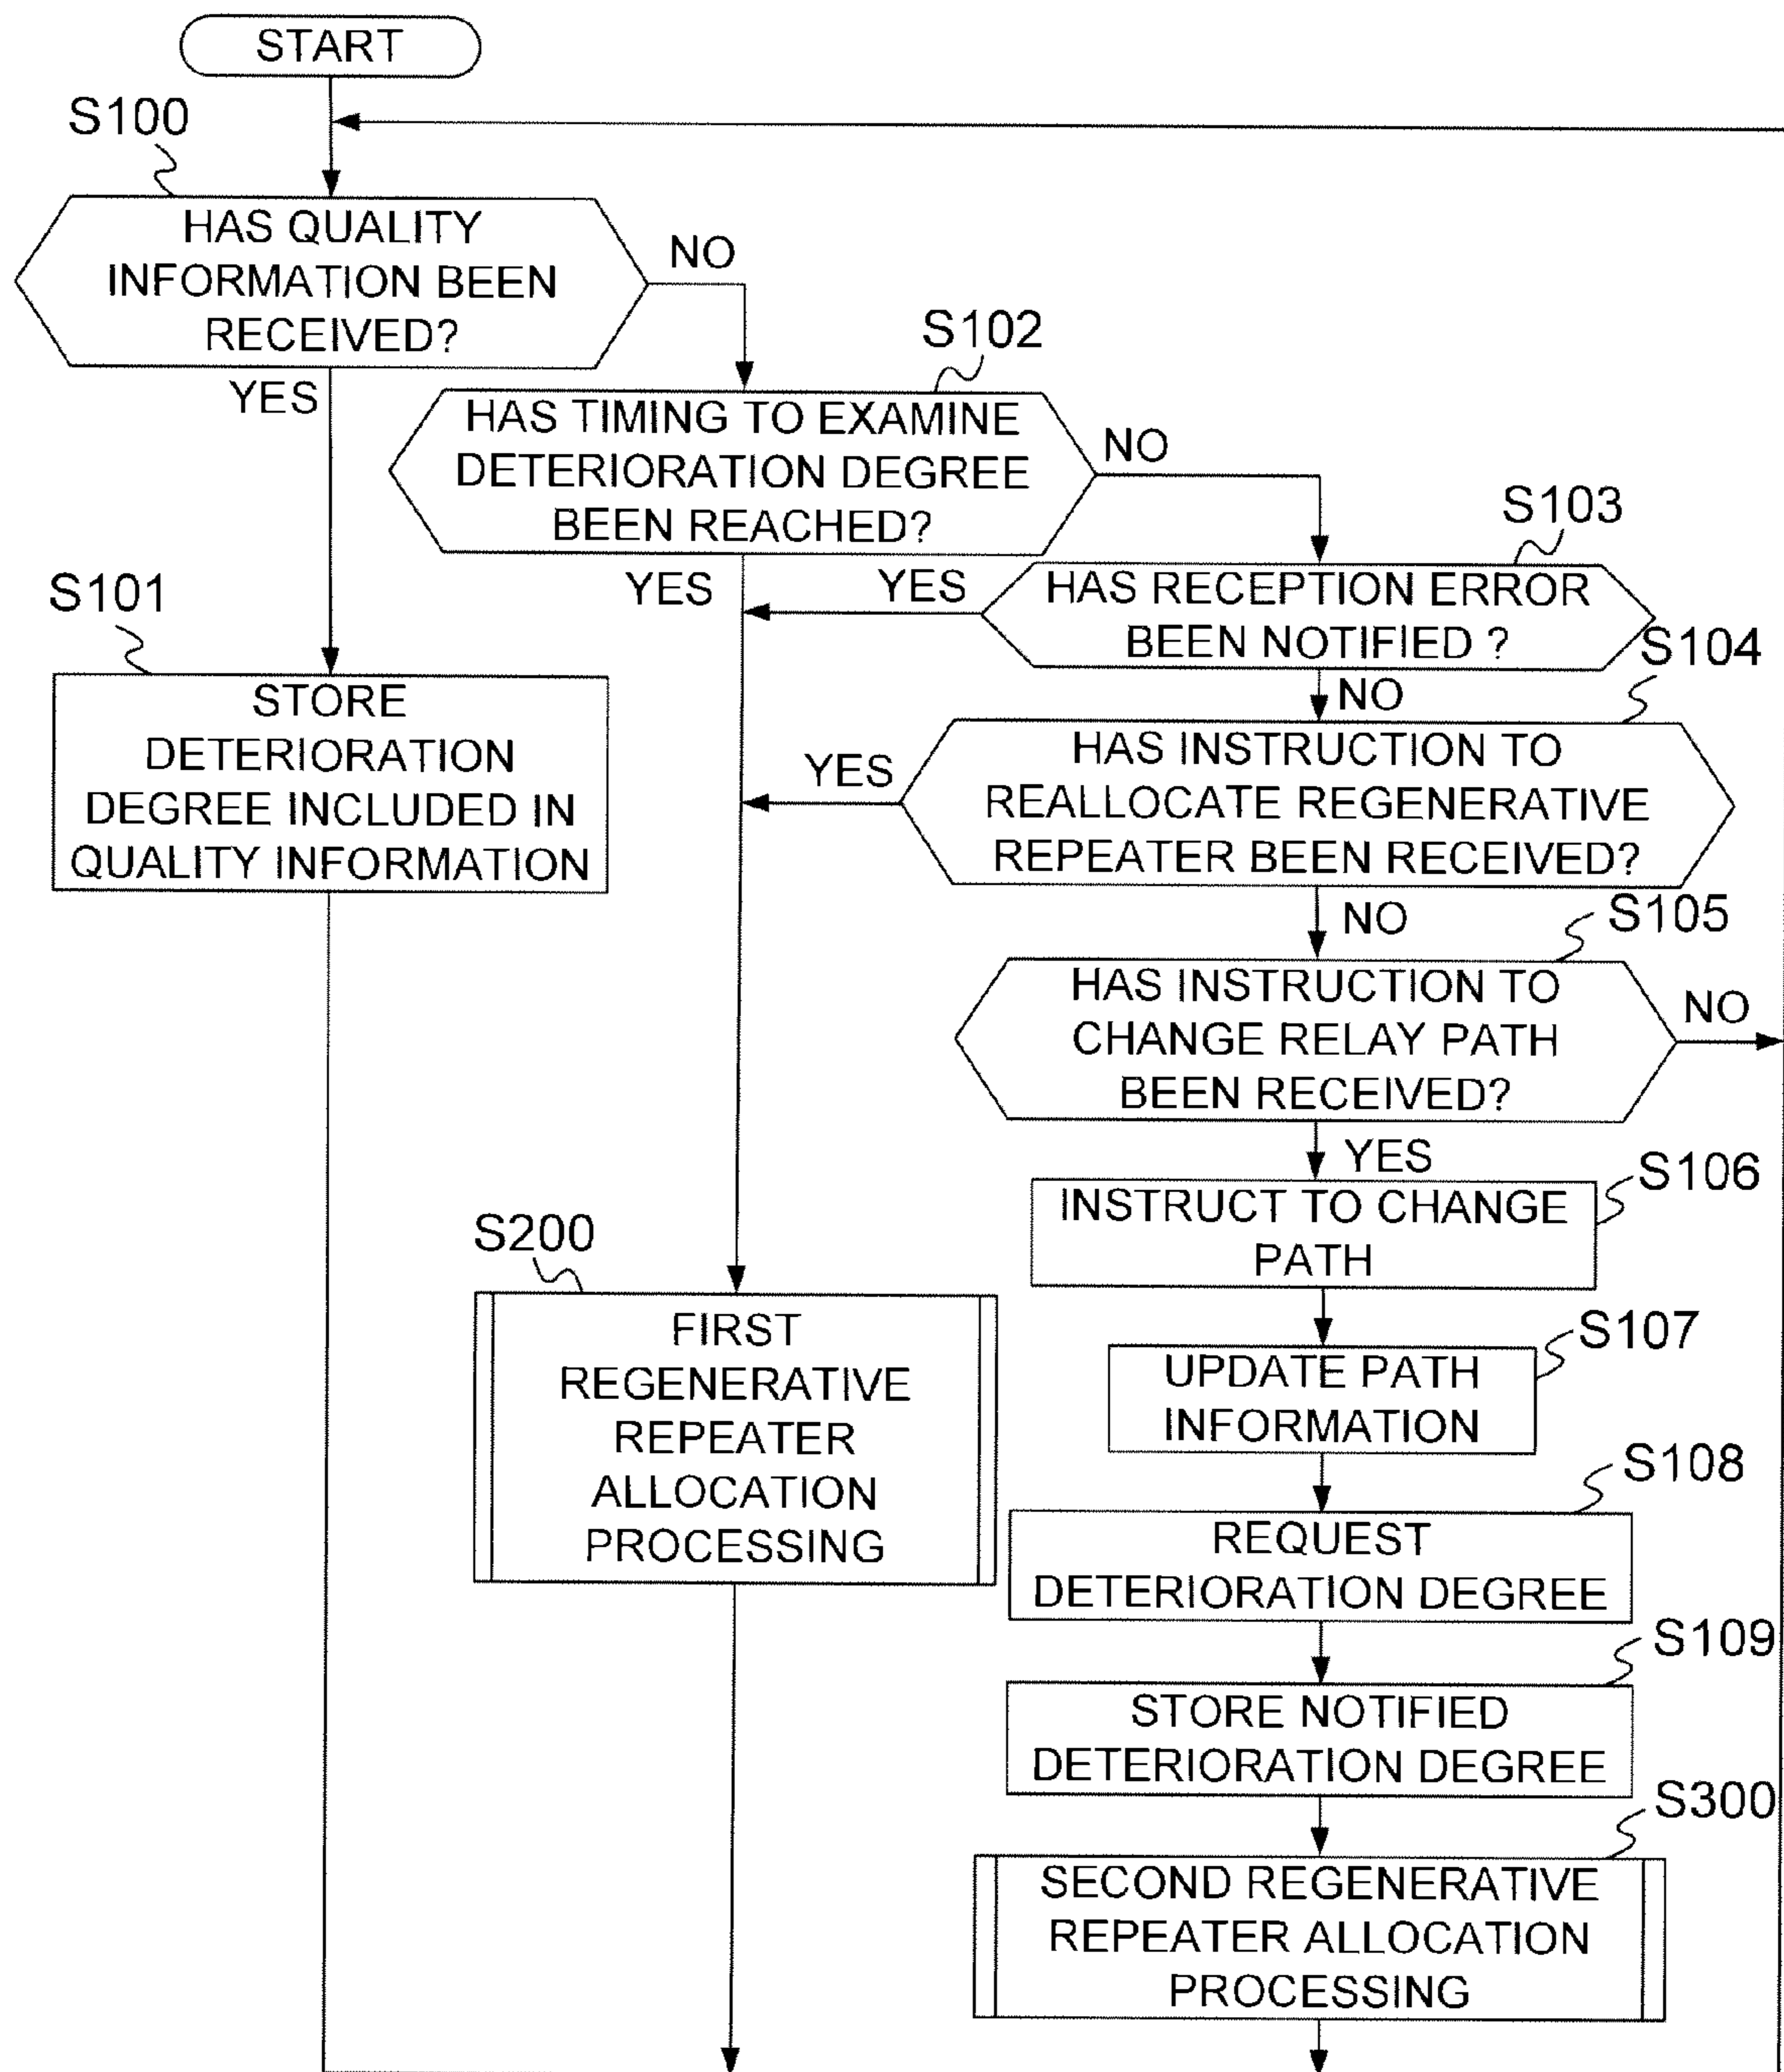 START
S100
HAS QUALITY
INFORMATION BEEN
RECEIVED?
NO
YES
S102
HAS TIMING TO EXAMINE
DETERIORATION DEGREE
BEEN REACHED?
NO
YES
S101
STORE
DETERIORATION
DEGREE INCLUDED IN
QUALITY INFORMATION
S103
HAS RECEPTION ERROR
BEEN NOTIFIED ?
YES
NO
S104
HAS INSTRUCTION TO
REALLOCATE REGENERATIVE
REPEATER BEEN RECEIVED?
YES
NO
S105
HAS INSTRUCTION TO
CHANGE RELAY PATH
BEEN RECEIVED?
NO
YES
S106
INSTRUCT TO CHANGE
PATH
S200
FIRST
REGENERATIVE
REPEATER
ALLOCATION
PROCESSING
S107
UPDATE PATH
INFORMATION
S108
REQUEST
DETERIORATION DEGREE
S109
STORE NOTIFIED
DETERIORATION DEGREE
S300
SECOND REGENERATIVE
REPEATER ALLOCATION
PROCESSING